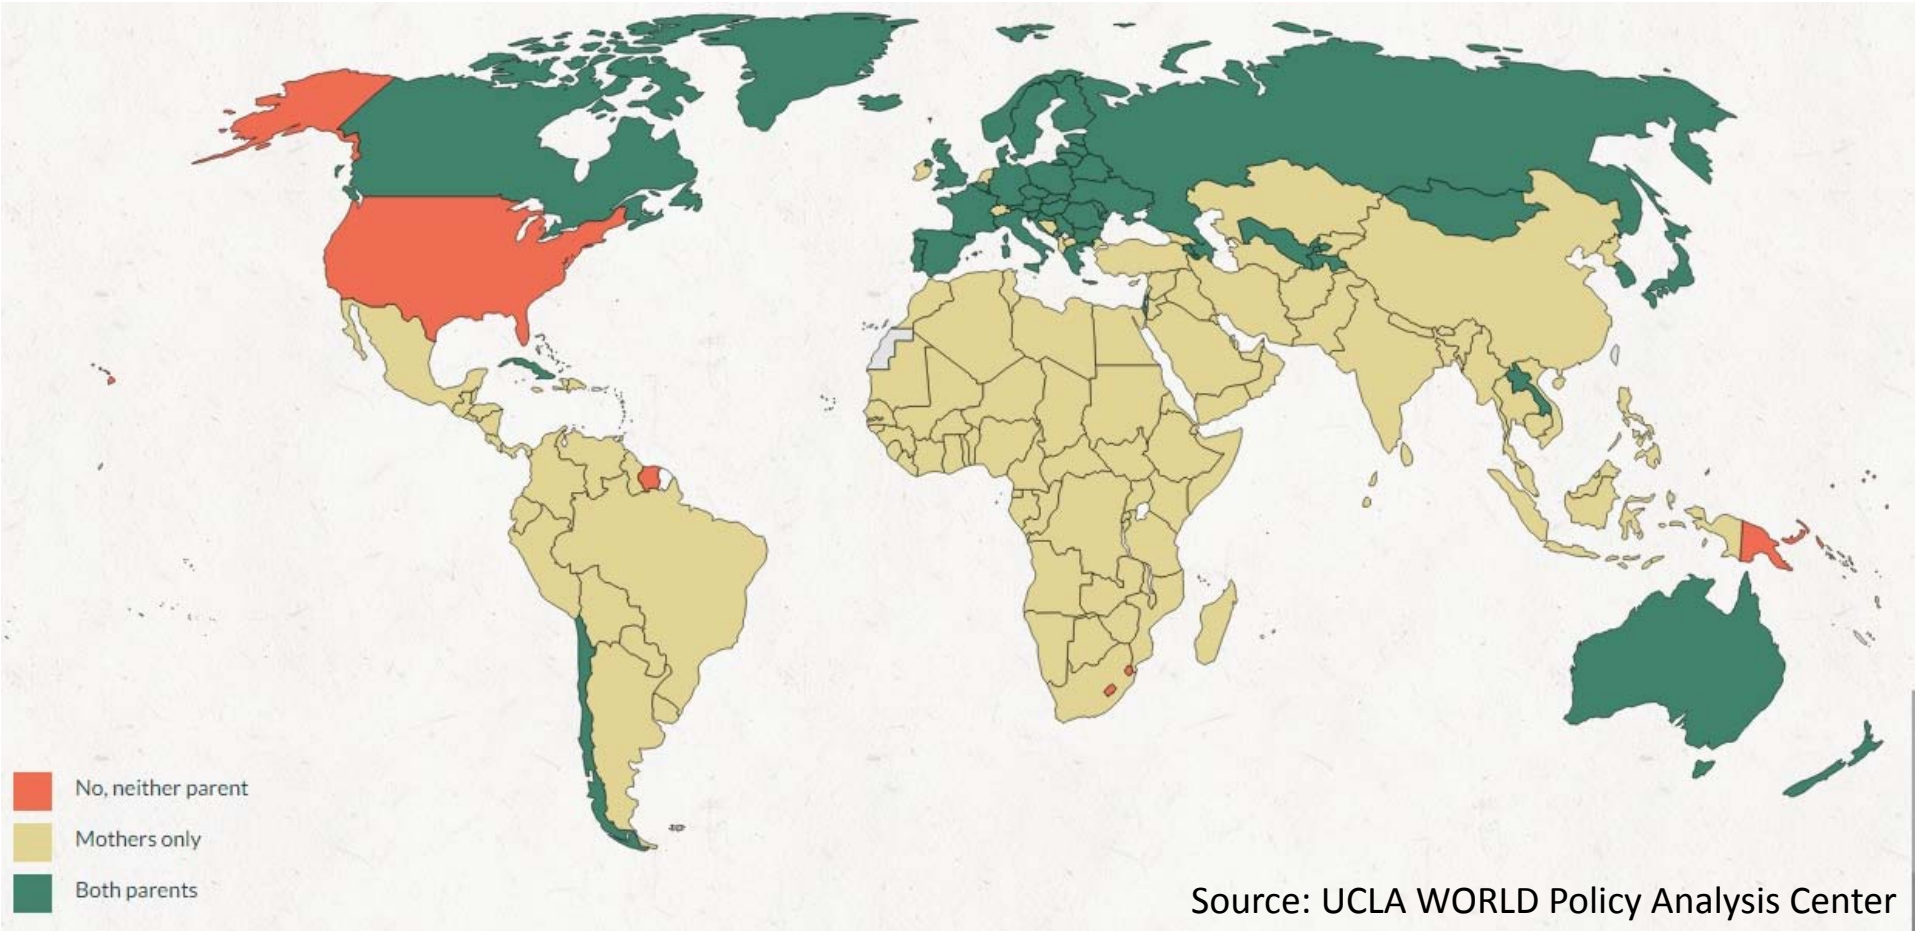 No, neither parent
Mothers only
Both parents
Source: UCLA WORLD Policy Analysis Center